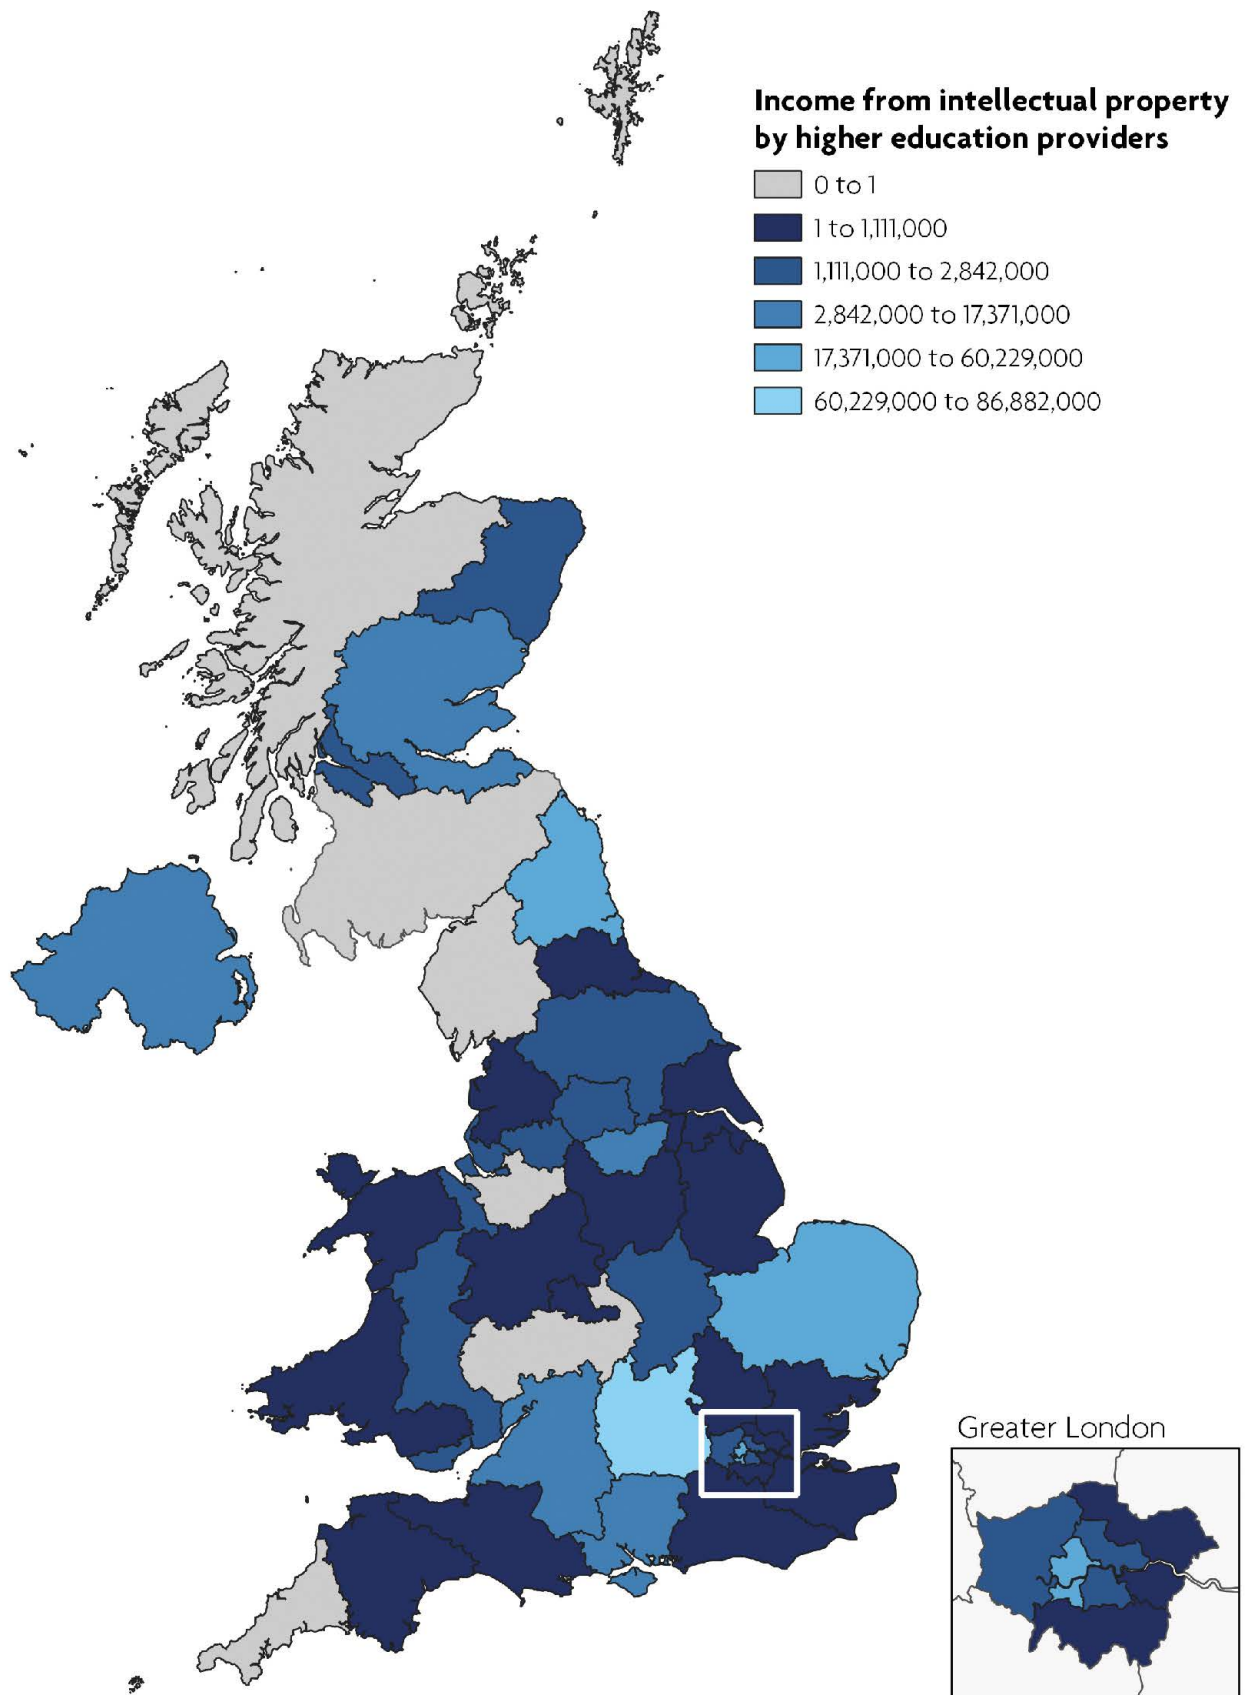 Income from intellectual property
by higher education providers
0 to 1
1 to 1,111,000
1,111,000 to 2,842,000
2,842,000 to 17,371,000
17,371,000 to 60,229,000
60,229,000 to 86,882,000
Greater London